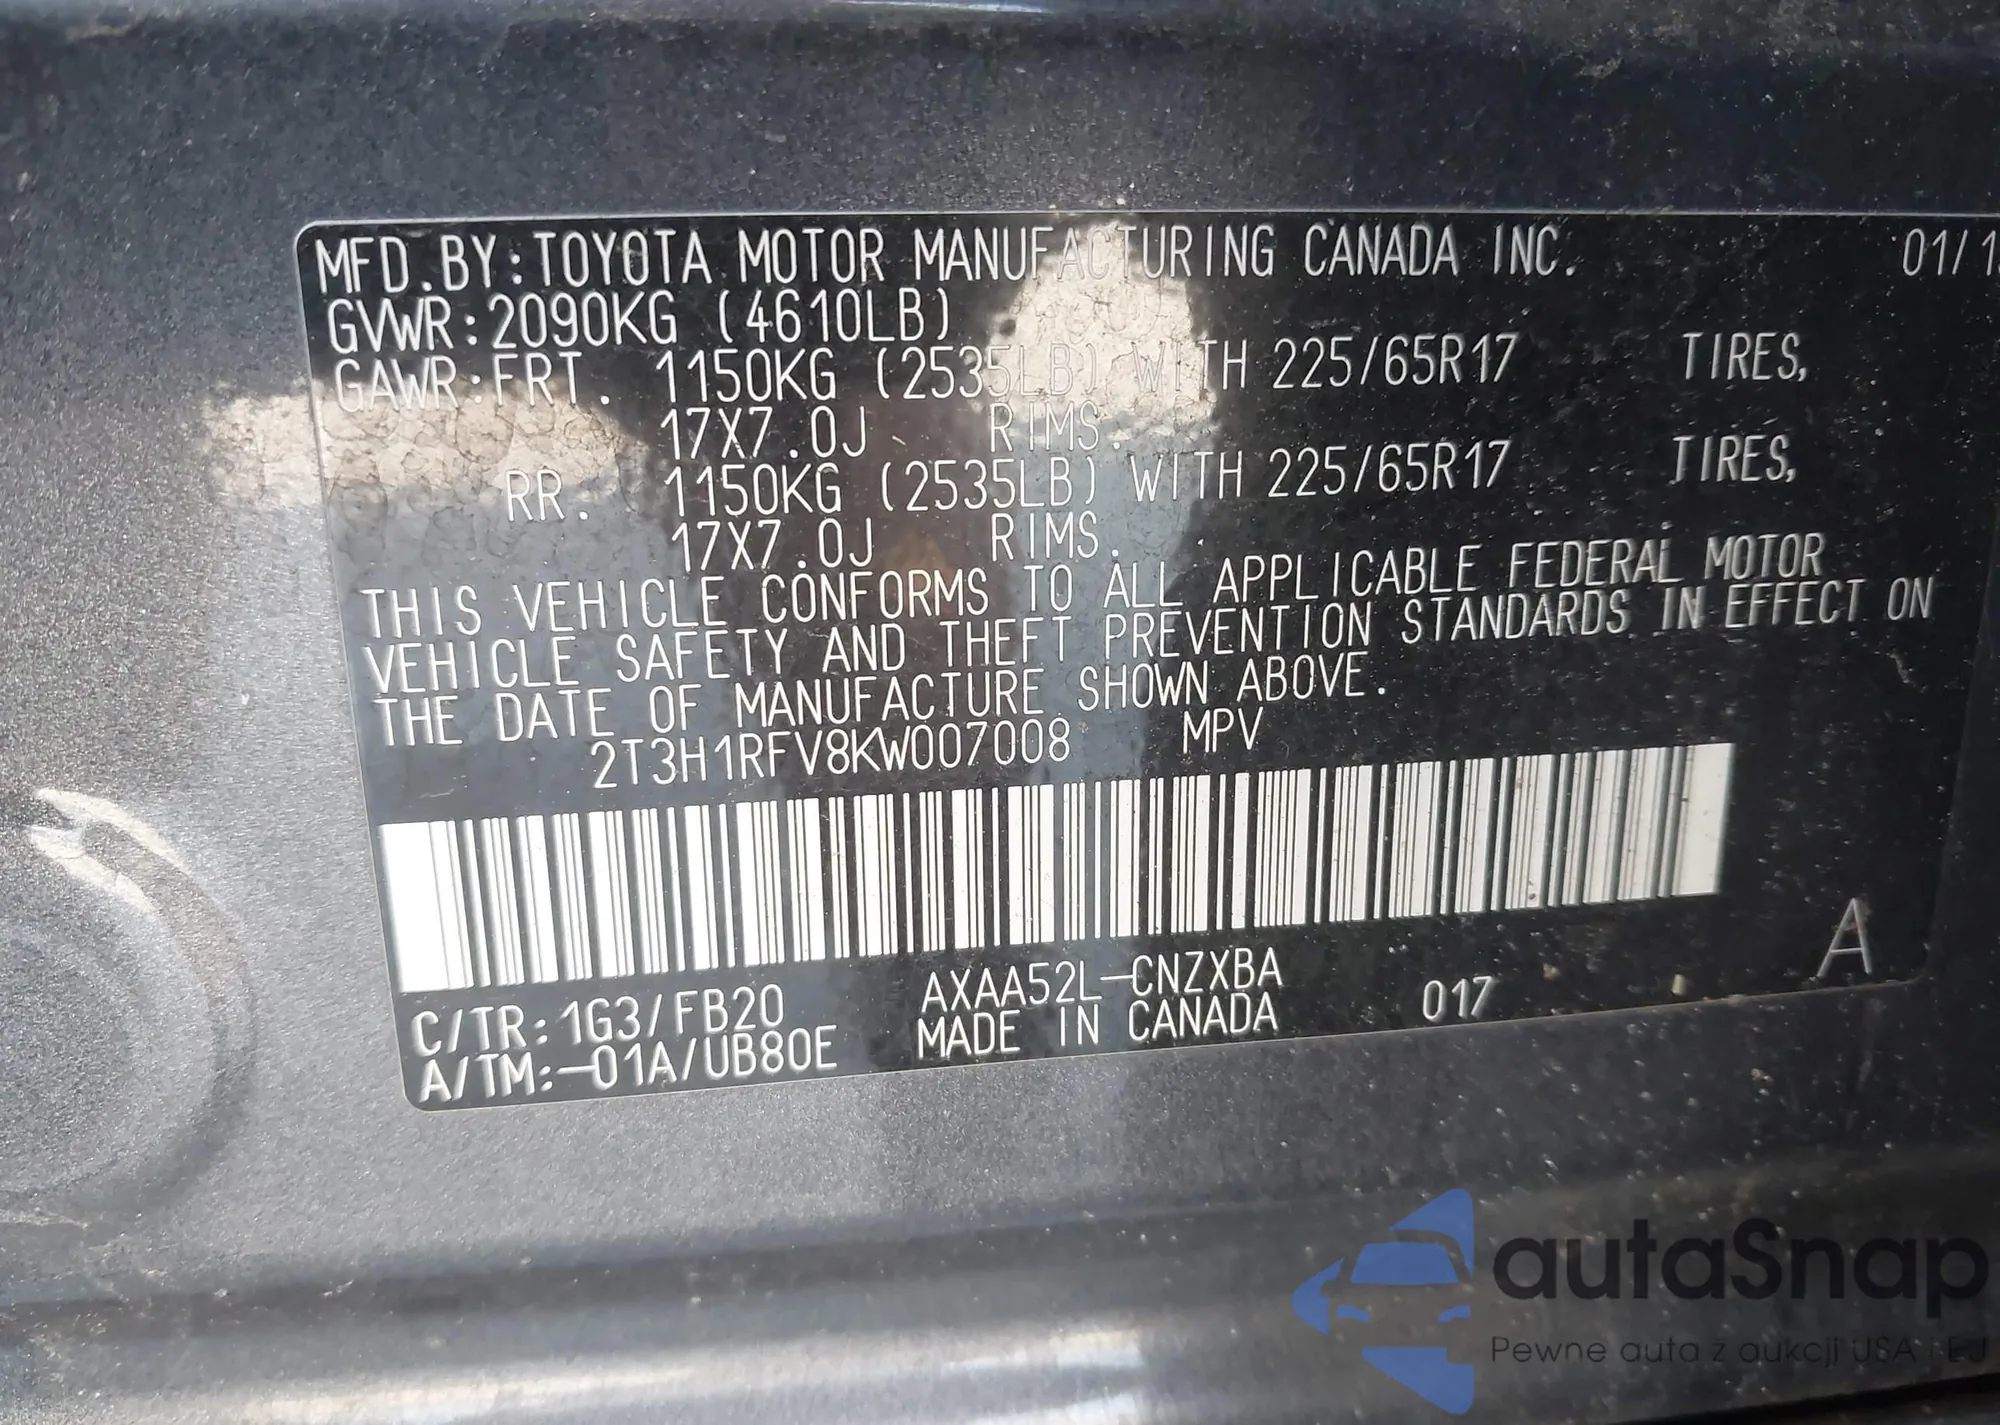 MFD.BY:TOYOTA MOTOR MANUFACTURING CANADA INC. 01/1
GVWR:2090KG (4610LB)
GAWR:FRT. 1150KG (2535LB) WITH 225/65R17 TIRES,
17X7.0J RIMS.
RR. 1150KG (2535LB) WITH 225/65R17 TIRES,
17X7.0J RIMS.
THIS VEHICLE CONFORMS TO ALL APPLICABLE FEDERAL MOTOR
VEHICLE SAFETY AND THEFT PREVENTION STANDARDS IN EFFECT ON
THE DATE OF MANUFACTURE SHOWN ABOVE.
2T3H1RFV8KW007008 MPV
C/TR:1G3/FB20 AXAA52L-CNZXBA
A/TM:-01A/UB80E MADE IN CANADA 017 A
autaSnap
Pewne auta z aukcji USA i EJ